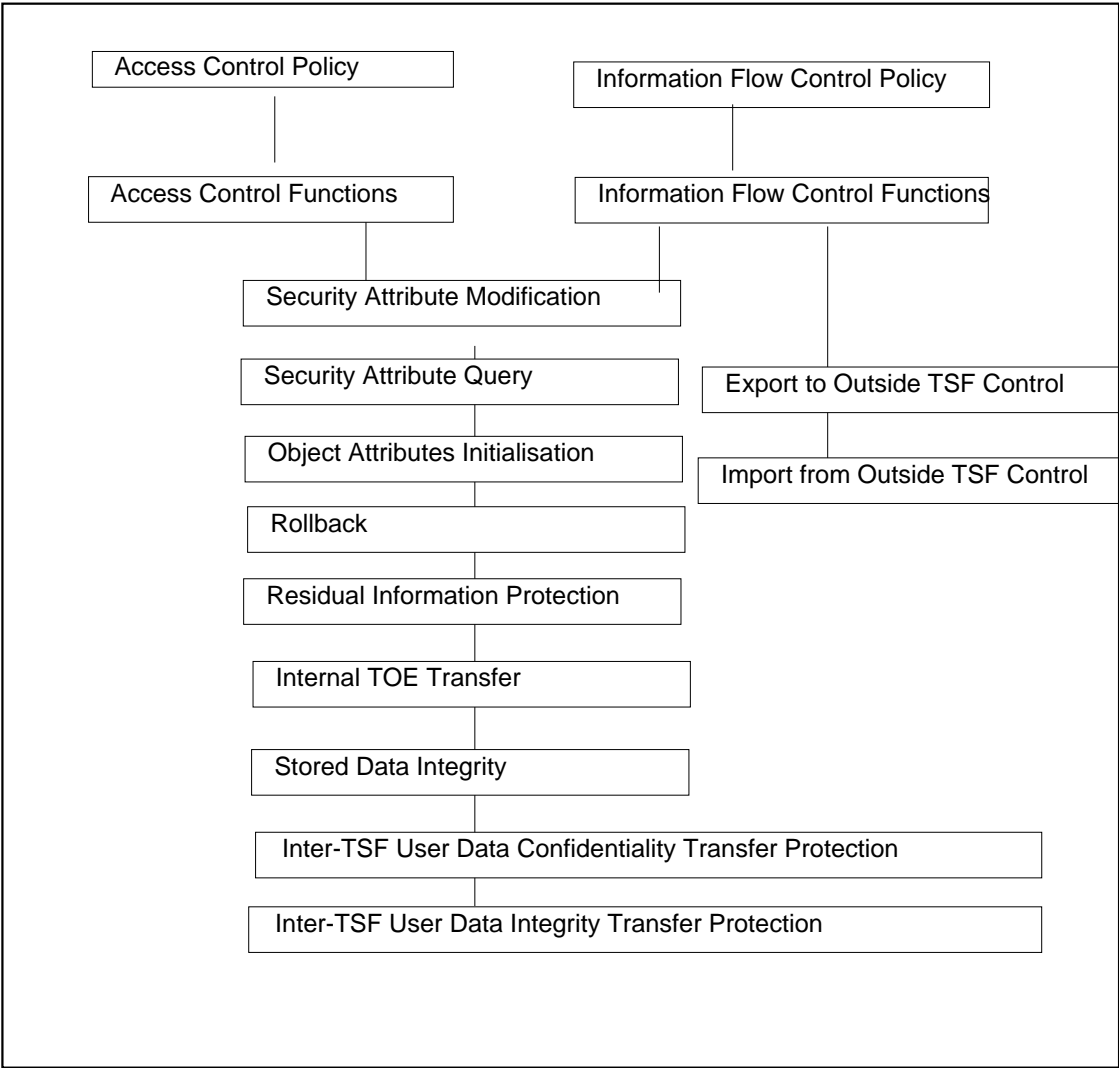 Access Control Policy
Information Flow Control Policy
Access Control Functions
Information Flow Control Functions
Security Attribute Modification
Security Attribute Query
Export to Outside TSF Control
Object Attributes Initialisation
Import from Outside TSF Control
Rollback
Residual Information Protection
Internal TOE Transfer
Stored Data Integrity
Inter-TSF User Data Confidentiality Transfer Protection
Inter-TSF User Data Integrity Transfer Protection